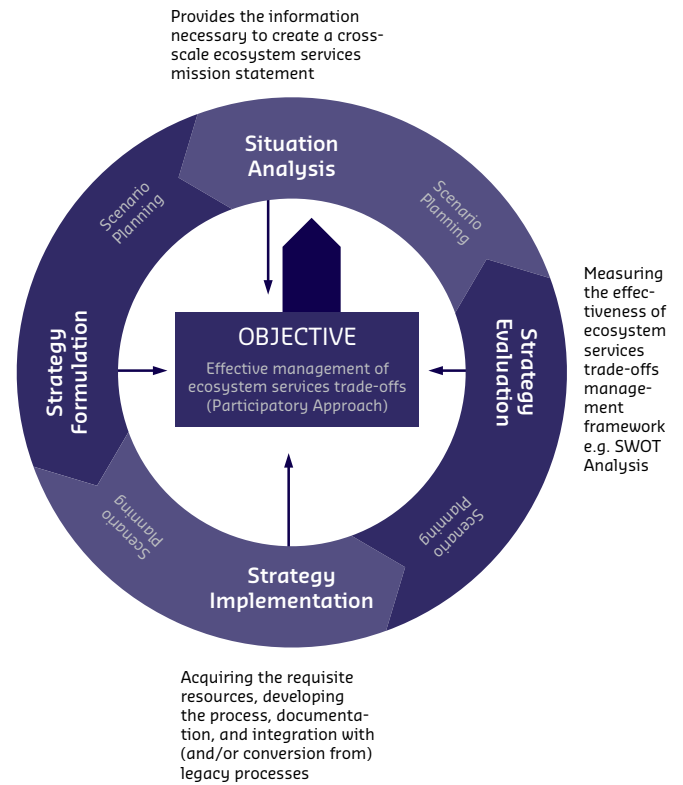 Provides the information
necessary to create a cross-
scale ecosystem services
mission statement
Situation
Analysis
Scenario
Planning
Scenario
Planning
Measuring
the effec-
tiveness of
ecosystem
services
trade-offs
manage-
ment
framework
e.g. SWOT
Analysis
Strategy
Formulation
OBJECTIVE
Effective management of
ecosystem services trade-offs
(Participatory Approach)
Strategy
Evaluation
Scenario
Planning
Scenario
Planning
Strategy
Implementation
Acquiring the requisite
resources, developing
the process, documenta-
tion, and integration with
(and/or conversion from)
legacy processes